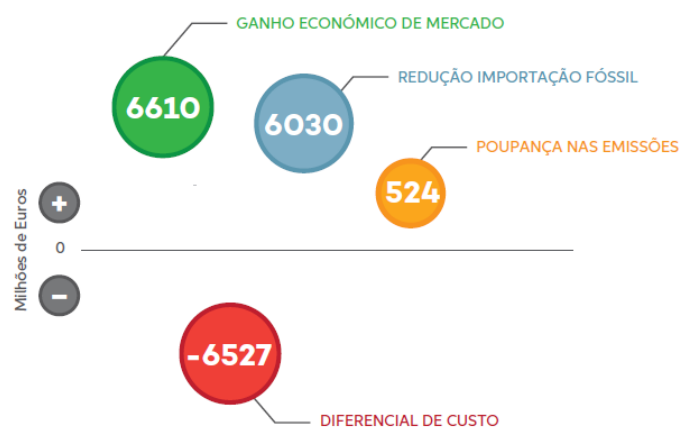 GANHO ECONÓMICO DE MERCADO
6610
REDUÇÃO IMPORTAÇÃO FÓSSIL
6030
POUPANÇA NAS EMISSÕES
524
Milhões de Euros
+
0
−
-6527
DIFERENCIAL DE CUSTO